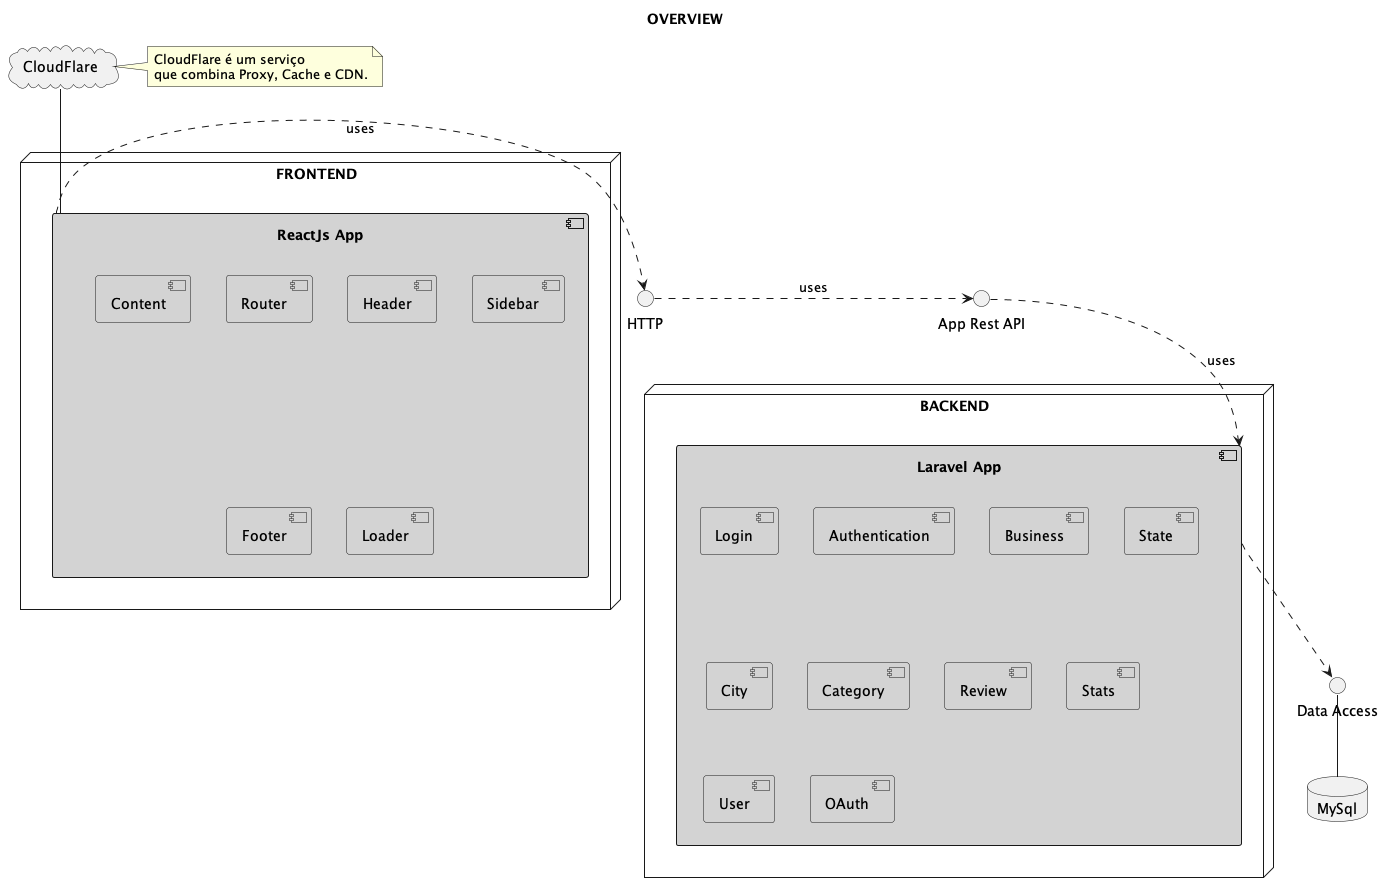 OVERVIEW
CloudFlare
CloudFlare é um serviço
que combina Proxy, Cache e CDN.
uses
FRONTEND
ReactJs App
Content
Router
Header
Sidebar
Footer
Loader
HTTP
uses
App Rest API
uses
BACKEND
Laravel App
Login
Authentication
Business
State
City
Category
Review
Stats
User
OAuth
Data Access
MySql